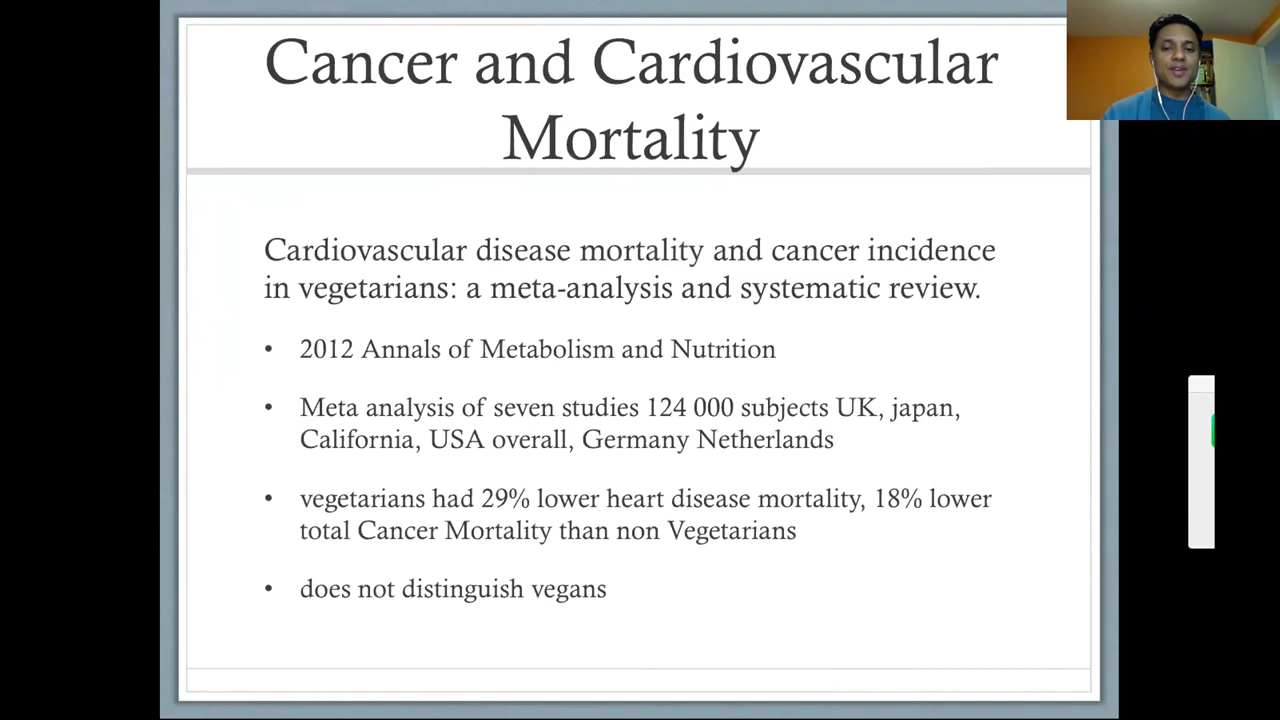 Cancer and Cardiovascular
Mortality
Cardiovascular disease mortality and cancer incidence
in vegetarians: a meta-analysis and systematic review.
• 2012 Annals of Metabolism and Nutrition
• Meta analysis of seven studies 124 000 subjects UK, japan,
California, USA overall, Germany Netherlands
• vegetarians had 29% lower heart disease mortality, 18% lower
total Cancer Mortality than non Vegetarians
• does not distinguish vegans